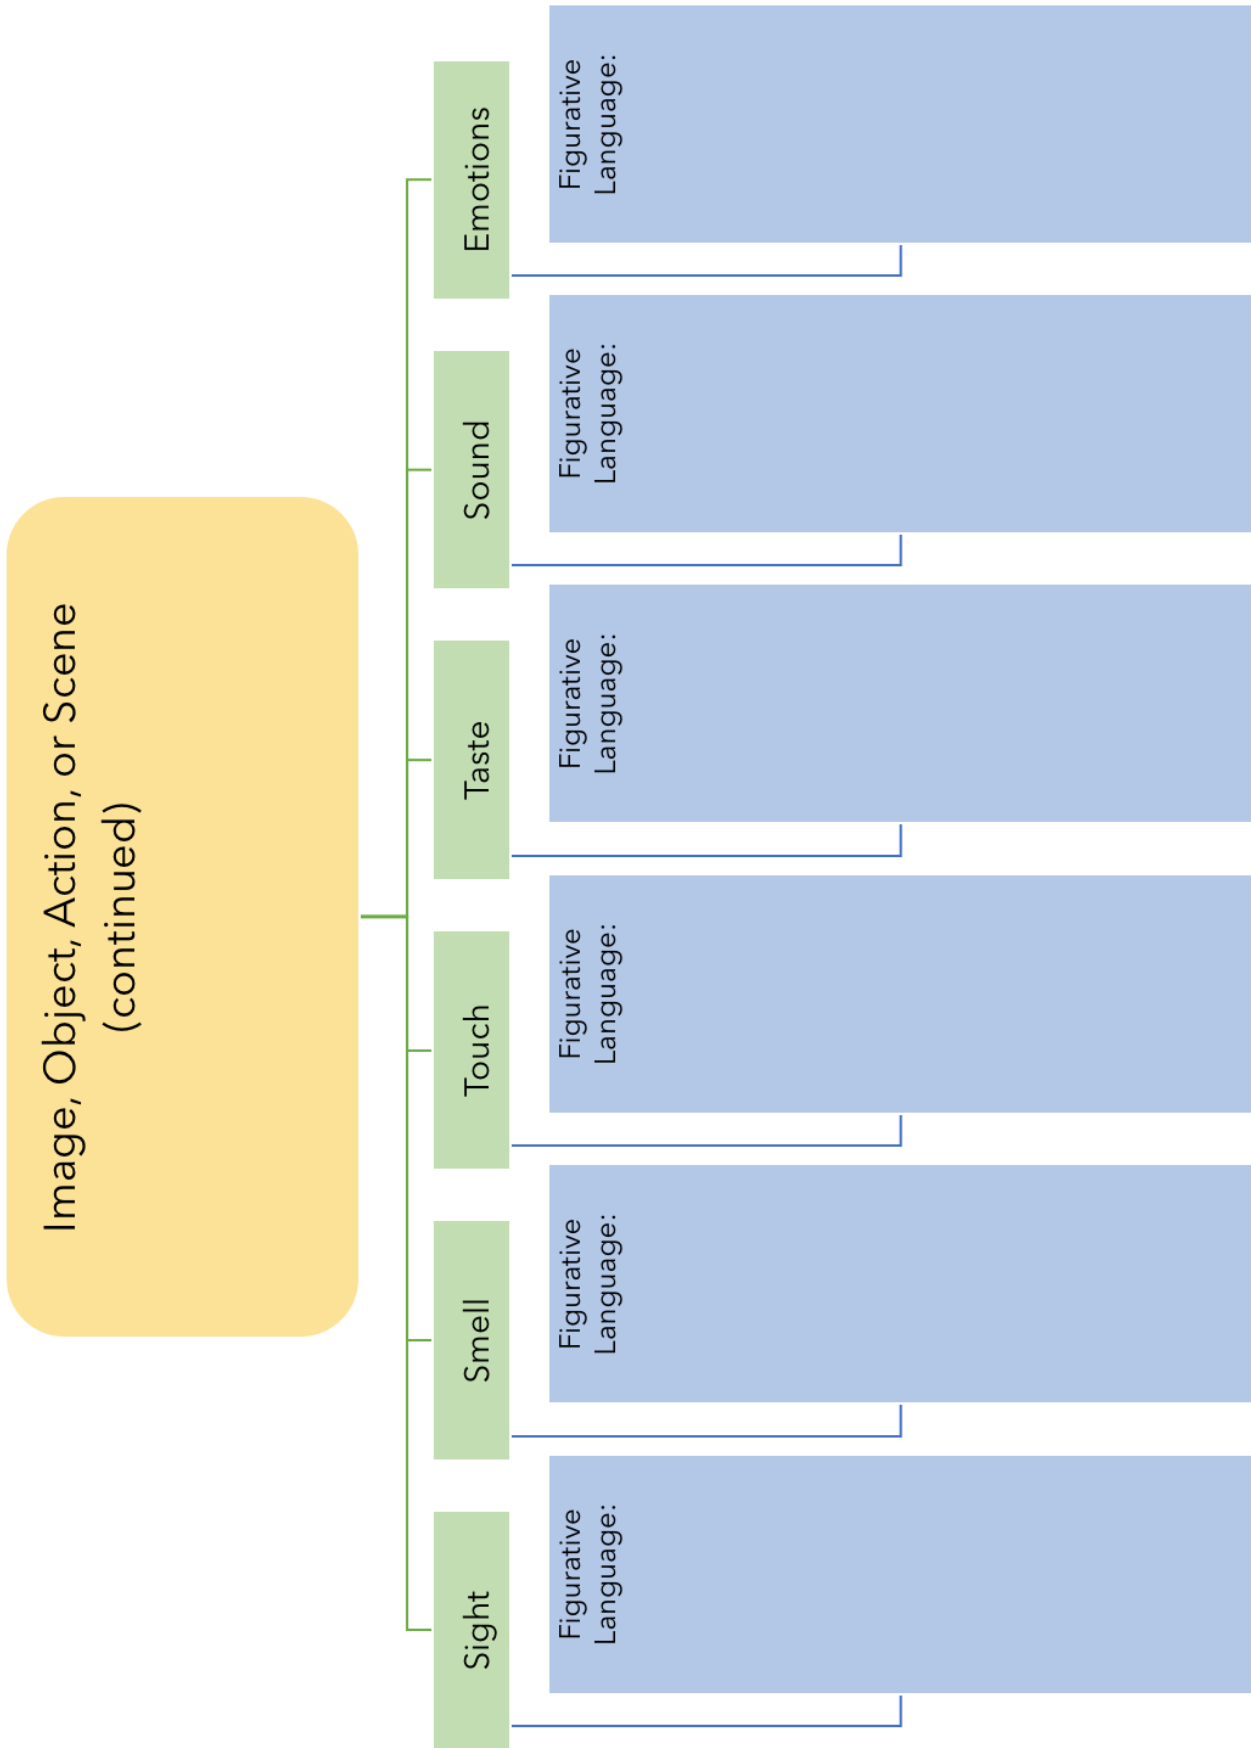 Image, Object, Action, or Scene
(continued)
Sight
Smell
Touch
Taste
Sound
Emotions
Figurative
Language:
Figurative
Language:
Figurative
Language:
Figurative
Language:
Figurative
Language:
Figurative
Language: